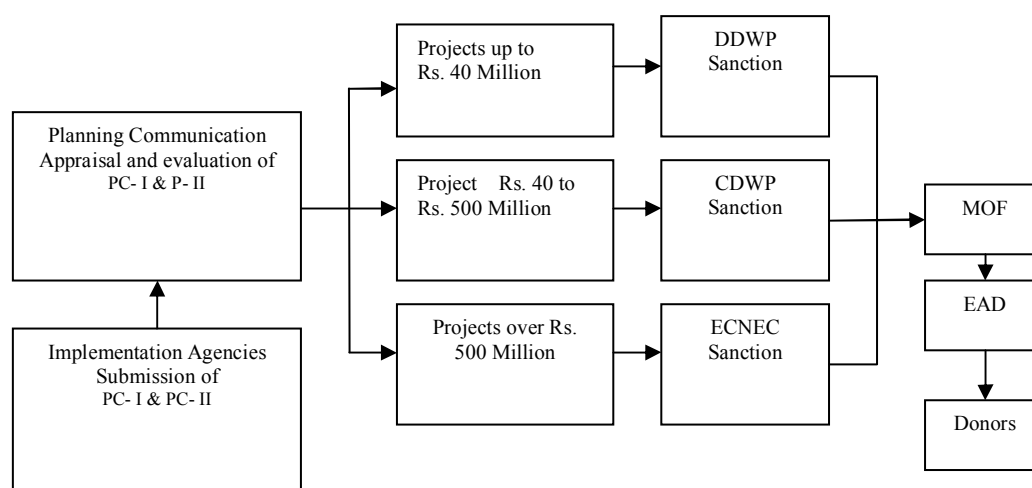 Planning Communication
Appraisal and evaluation of
PC- I & P- II
Implementation Agencies
Submission of
PC- I & PC- II
Projects up to
Rs. 40 Million
DDWP
Sanction
Project Rs. 40 to
Rs. 500 Million
CDWP
Sanction
Projects over Rs.
500 Million
ECNEC
Sanction
MOF
EAD
Donors